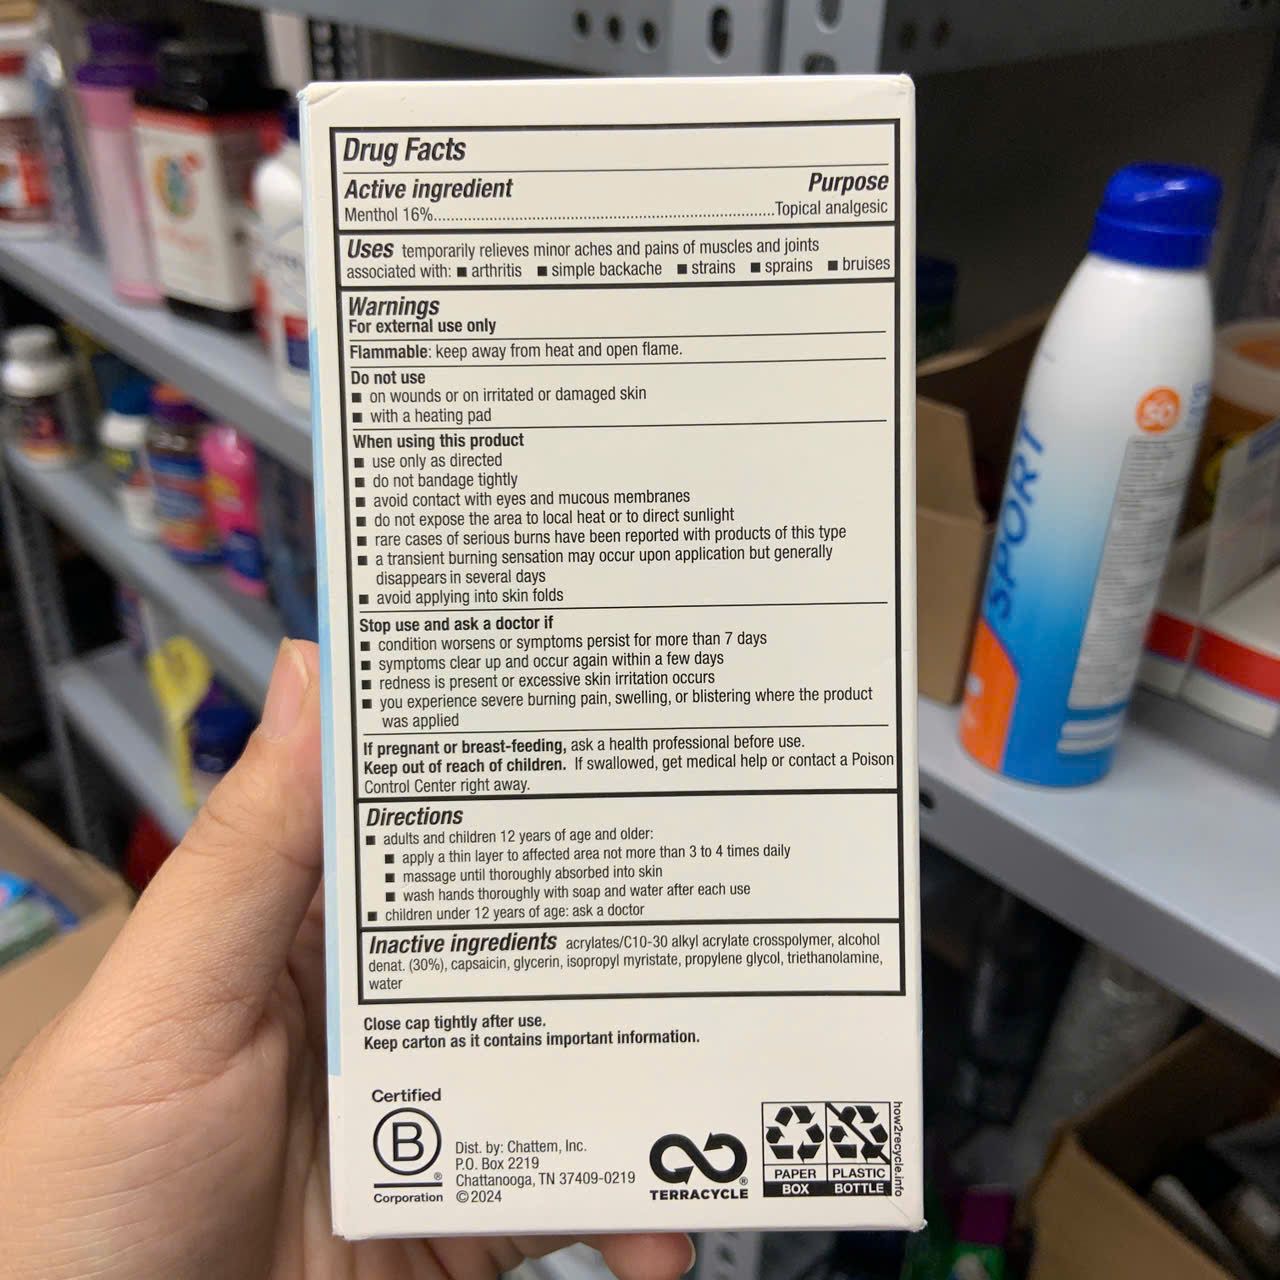 Drug Facts
Active ingredient Purpose
Menthol 16%..........................................................................Topical analgesic
Uses temporarily relieves minor aches and pains of muscles and joints
associated with: ■ arthritis ■ simple backache ■ strains ■ sprains ■ bruises
Warnings
For external use only
Flammable: keep away from heat and open flame.
Do not use
■ on wounds or on irritated or damaged skin
■ with a heating pad
When using this product
■ use only as directed
■ do not bandage tightly
■ avoid contact with eyes and mucous membranes
■ do not expose the area to local heat or to direct sunlight
■ rare cases of serious burns have been reported with products of this type
■ a transient burning sensation may occur upon application but generally
disappears in several days
■ avoid applying into skin folds
Stop use and ask a doctor if
■ condition worsens or symptoms persist for more than 7 days
■ symptoms clear up and occur again within a few days
■ redness is present or excessive skin irritation occurs
■ you experience severe burning pain, swelling, or blistering where the product
was applied
If pregnant or breast-feeding, ask a health professional before use.
Keep out of reach of children. If swallowed, get medical help or contact a Poison
Control Center right away.
Directions
■ adults and children 12 years of age and older:
■ apply a thin layer to affected area not more than 3 to 4 times daily
■ massage until thoroughly absorbed into skin
■ wash hands thoroughly with soap and water after each use
■ children under 12 years of age: ask a doctor
Inactive ingredients acrylates/C10-30 alkyl acrylate crosspolymer, alcohol
denat. (30%), capsaicin, glycerin, isopropyl myristate, propylene glycol, triethanolamine,
water
Close cap tightly after use.
Keep carton as it contains important information.
Certified
B
®
Corporation
Dist. by: Chattem, Inc.
P.O. Box 2219
Chattanooga, TN 37409-0219
©2024
®
TERRACYCLE
PAPER
BOX
PLASTIC
BOTTLE
how2recycle.info
SPORT
50